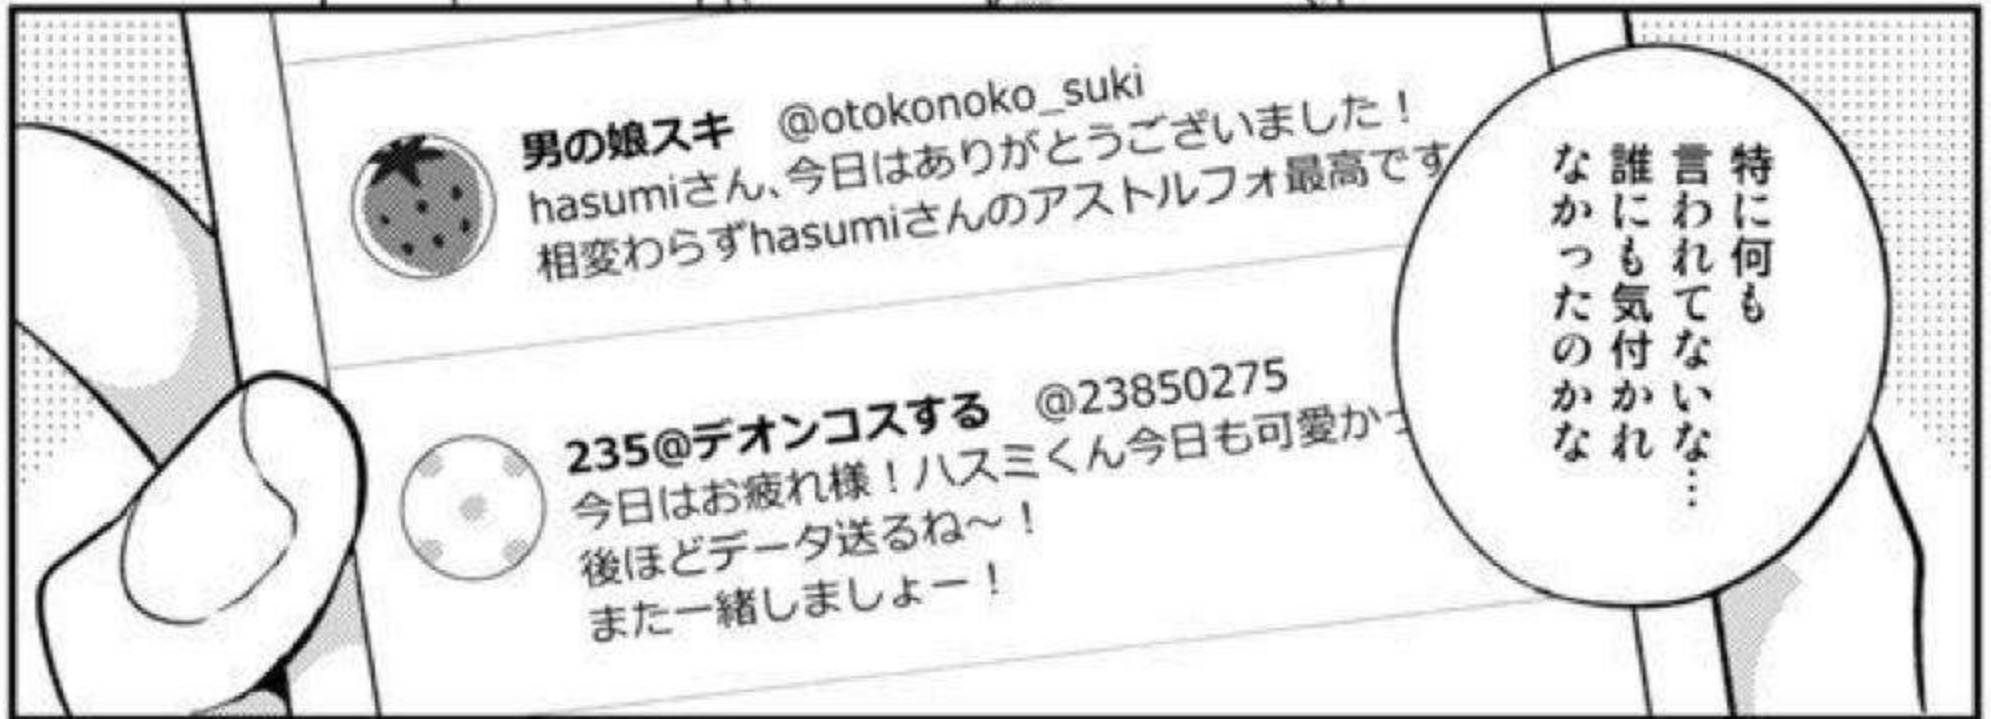 特に何も
言われてないな…
誰にも気付かれ
なかったのかな
男の娘スキ @otokonoko_suki
hasumiさん、今日はありがとうございました！
相変わらずhasumiさんのアストルフォ最高です
235@デオンコスする @23850275
今日はお疲れ様！ハスミくん今日も可愛かっ
後ほどデータ送るね～！
また一緒しましょー！